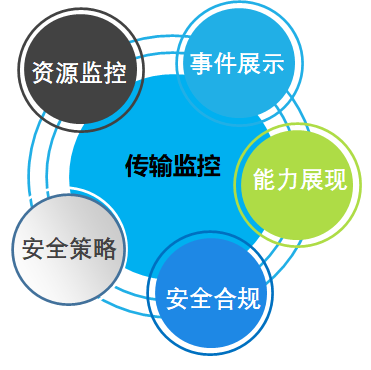 资源监控
事件展示
传输监控
能力展现
安全策略
安全合规